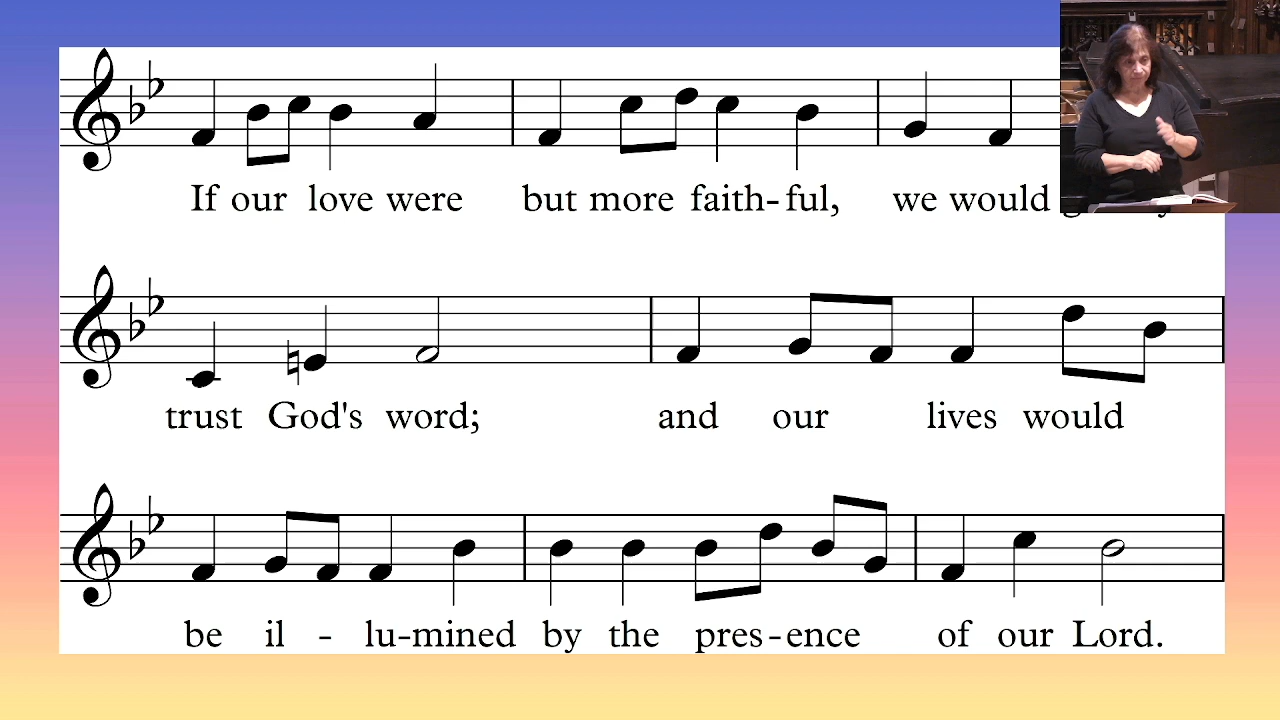 If our love were but more faith-ful, we would
trust God's word; and our lives would
be il - lu-mined by the pres-ence of our Lord.